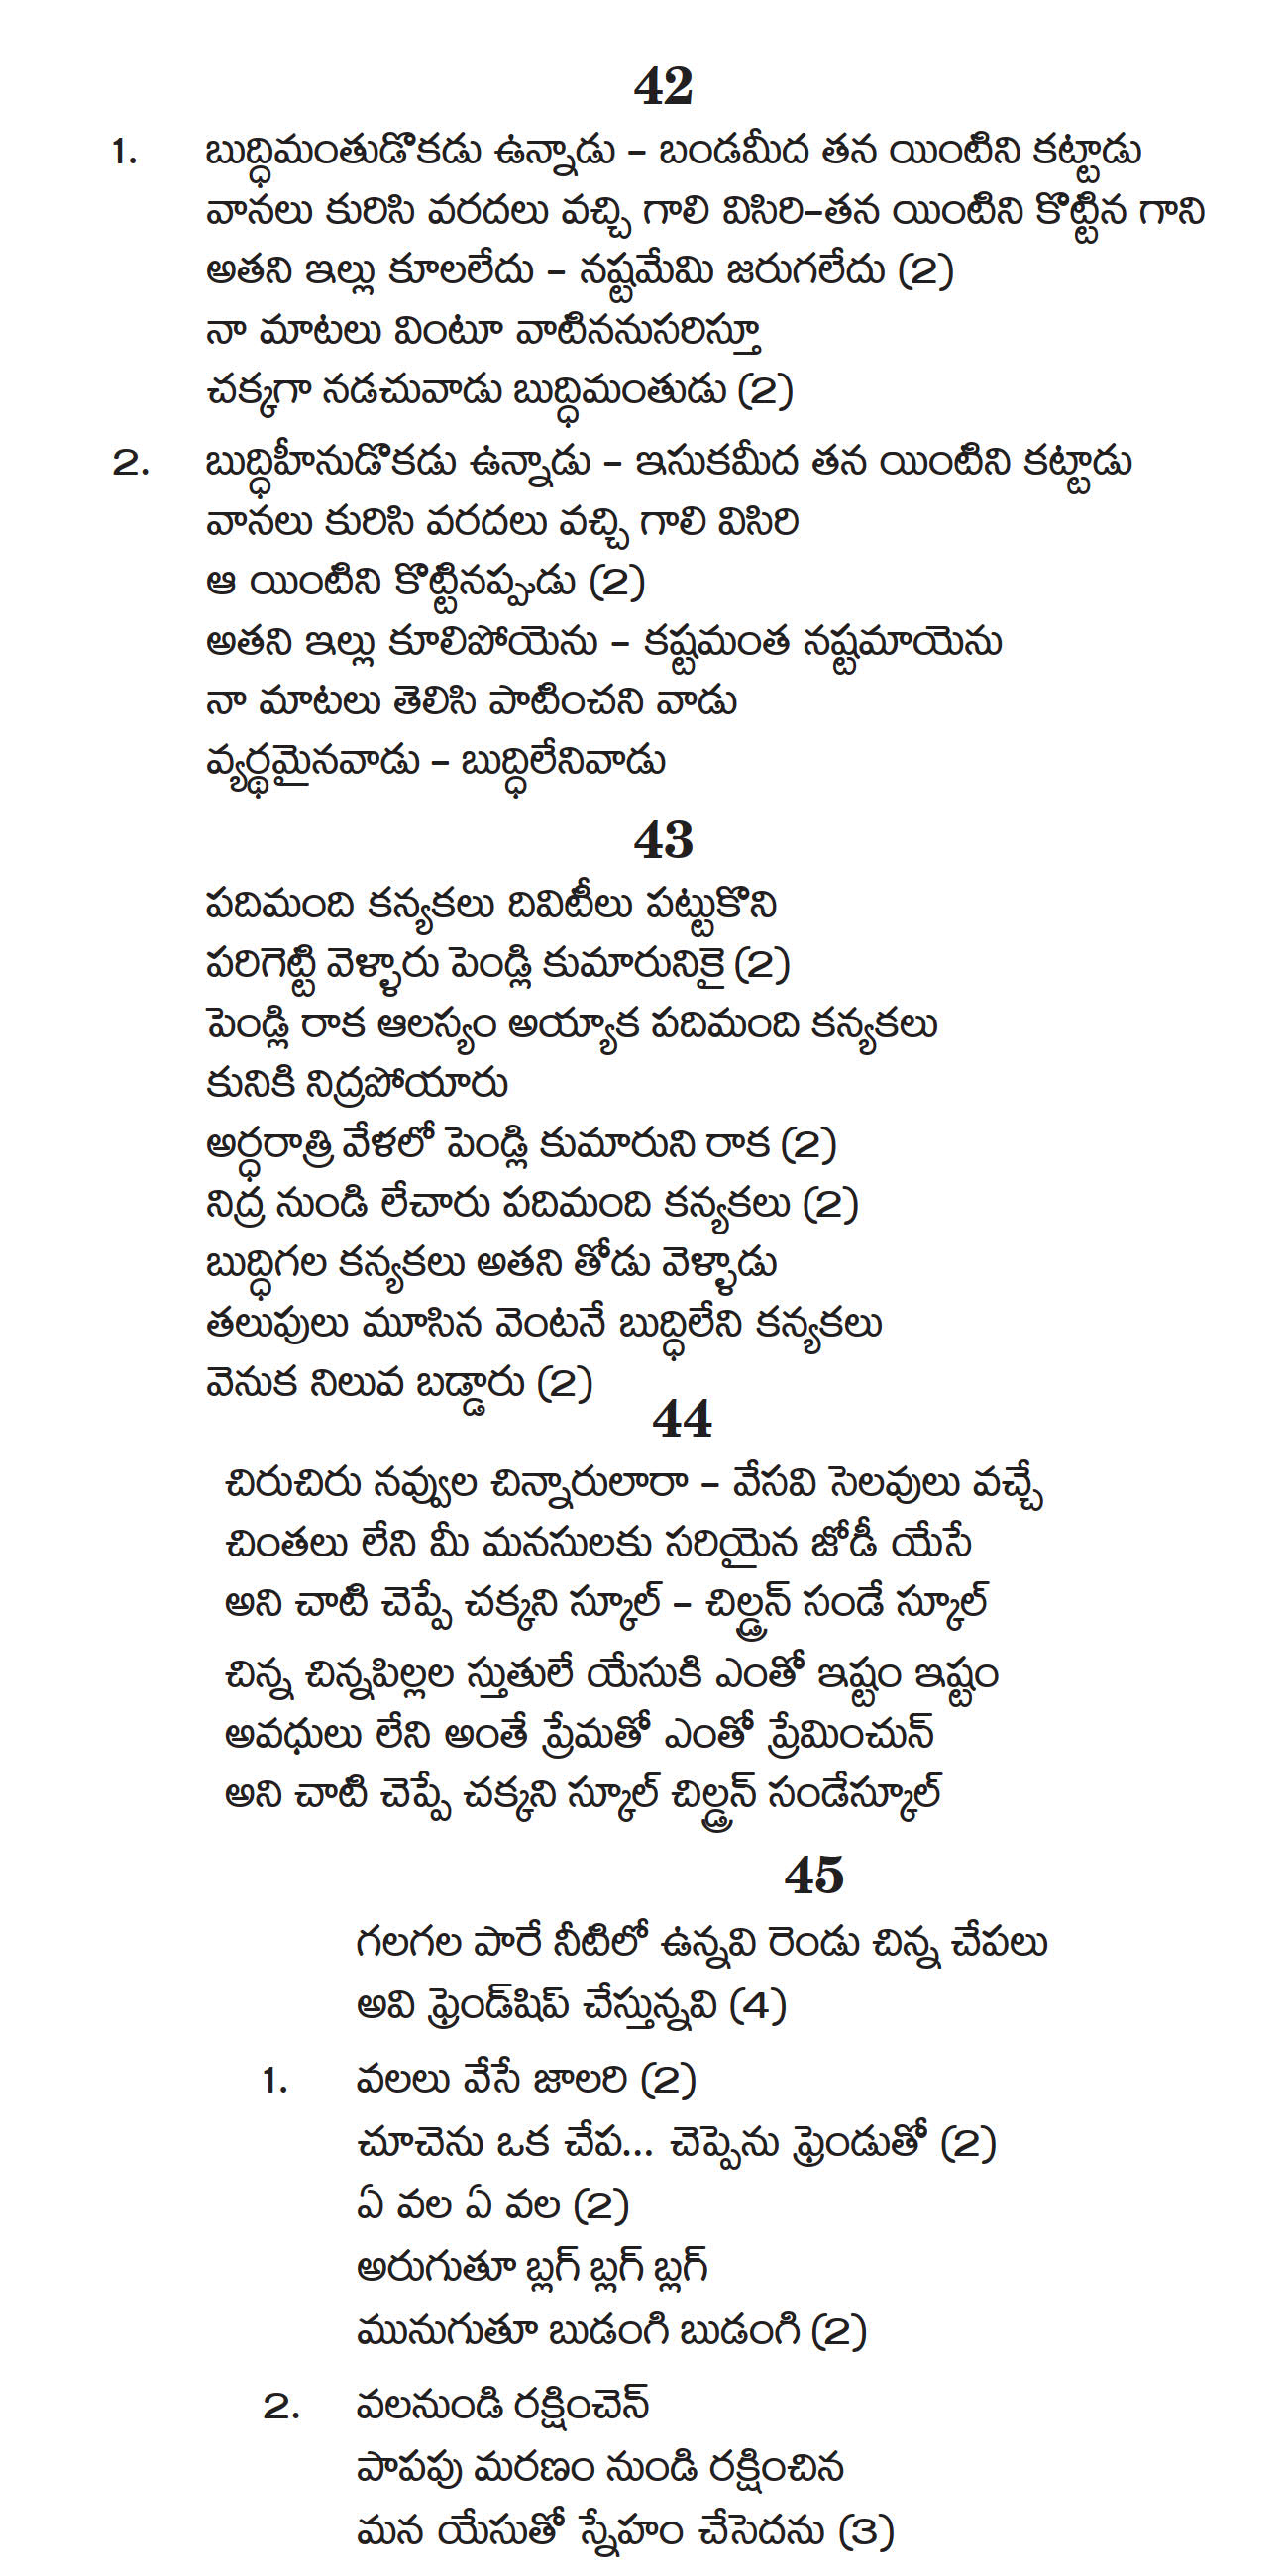 42
1. బుద్ధిమంతుడొకడు ఉన్నాడు – బండమీద తన యింటిని కట్టాడు
వానలు కురిసి వరదలు వచ్చి గాలి విసిరి–తన యింటిని కొట్టిన గాని
అతని ఇల్లు కూలలేదు – నష్టమేమి జరుగలేదు (2)
నా మాటలు వింటూ వాటిననుసరిస్తూ
చక్కగా నడచువాడు బుద్ధిమంతుడు (2)
2. బుద్ధిహీనుడొకడు ఉన్నాడు – ఇసుకమీద తన యింటిని కట్టాడు
వానలు కురిసి వరదలు వచ్చి గాలి విసిరి
ఆ యింటిని కొట్టినప్పుడు (2)
అతని ఇల్లు కూలిపోయెను – కష్టమంత నష్టమాయెను
నా మాటలు తెలిసి పాటించని వాడు
వ్యర్థమైనవాడు – బుద్ధిలేనివాడు
43
పదిమంది కన్యకలు దివిటీలు పట్టుకొని
పరిగెట్టి వెళ్ళారు పెండ్లి కుమారునికై (2)
పెండ్లి రాక ఆలస్యం అయ్యాక పదిమంది కన్యకలు
కునికి నిద్రపోయారు
అర్ధరాత్రి వేళలో పెండ్లి కుమారుని రాక (2)
నిద్ర నుండి లేచారు పదిమంది కన్యకలు (2)
బుద్ధిగల కన్యకలు అతని తోడు వెళ్ళాడు
తలుపులు మూసిన వెంటనే బుద్ధిలేని కన్యకలు
వెనుక నిలువ బడ్డారు (2)
44
చిరుచిరు నవ్వుల చిన్నారులారా – వేసవి సెలవులు వచ్చే
చింతలు లేని మీ మనసులకు సరియైన జోడీ యేసే
అని చాటి చెప్పే చక్కని స్కూల్ – చిల్డ్రన్ సండే స్కూల్
చిన్న చిన్నపిల్లల స్తుతులే యేసుకి ఎంతో ఇష్టం ఇష్టం
అవధులు లేని అంతే ప్రేమతో ఎంతో ప్రేమించున్
అని చాటి చెప్పే చక్కని స్కూల్ చిల్డ్రన్ సండేస్కూల్
45
గలగల పారే నీటిలో ఉన్నవి రెండు చిన్న చేపలు
అవి ఫ్రెండ్‌షిప్ చేస్తున్నవి (4)
1. వలలు వేసే జాలరి (2)
చూచెను ఒక చేప... చెప్పెను ఫ్రెండుతో (2)
ఏ వల ఏ వల (2)
అరుగుతూ బ్లగ్ బ్లగ్ బ్లగ్
మునుగుతూ బుడంగి బుడంగి (2)
2. వలనుండి రక్షించెన్
పాపపు మరణం నుండి రక్షించిన
మన యేసుతో స్నేహం చేసెదను (3)